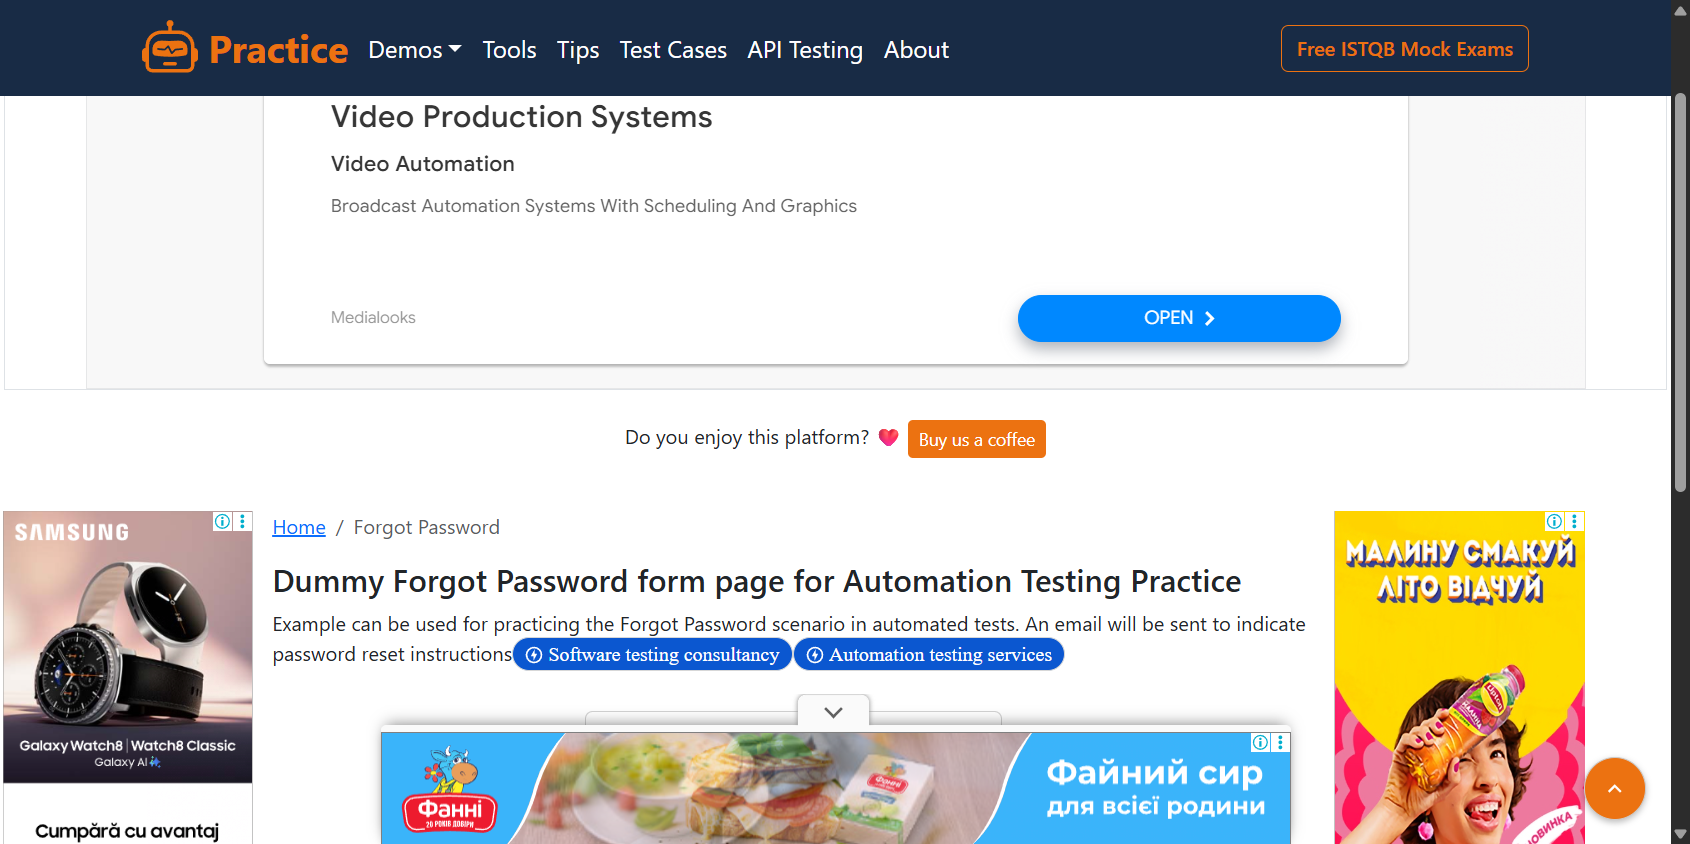 Practice
Demos Tools Tips Test Cases API Testing About
Free ISTQB Mock Exams
Video Production Systems
Video Automation
Broadcast Automation Systems With Scheduling And Graphics
Medialooks
OPEN
Do you enjoy this platform?
Buy us a coffee
SAMSUNG
Galaxy Watch8 | Watch8 Classic
Galaxy AI
Cumpără cu avantaj
Home / Forgot Password
Dummy Forgot Password form page for Automation Testing Practice
Example can be used for practicing the Forgot Password scenario in automated tests. An email will be sent to indicate
password reset instructions Software testing consultancy Automation testing services
Фанні
20 РОКІВ ДОВІРИ
Фанні
Файний сир
для всієї родини
МАЛИНУ СМАКУЙ
ЛІТО ВІДЧУЙ
Lipton
НОВИНКА